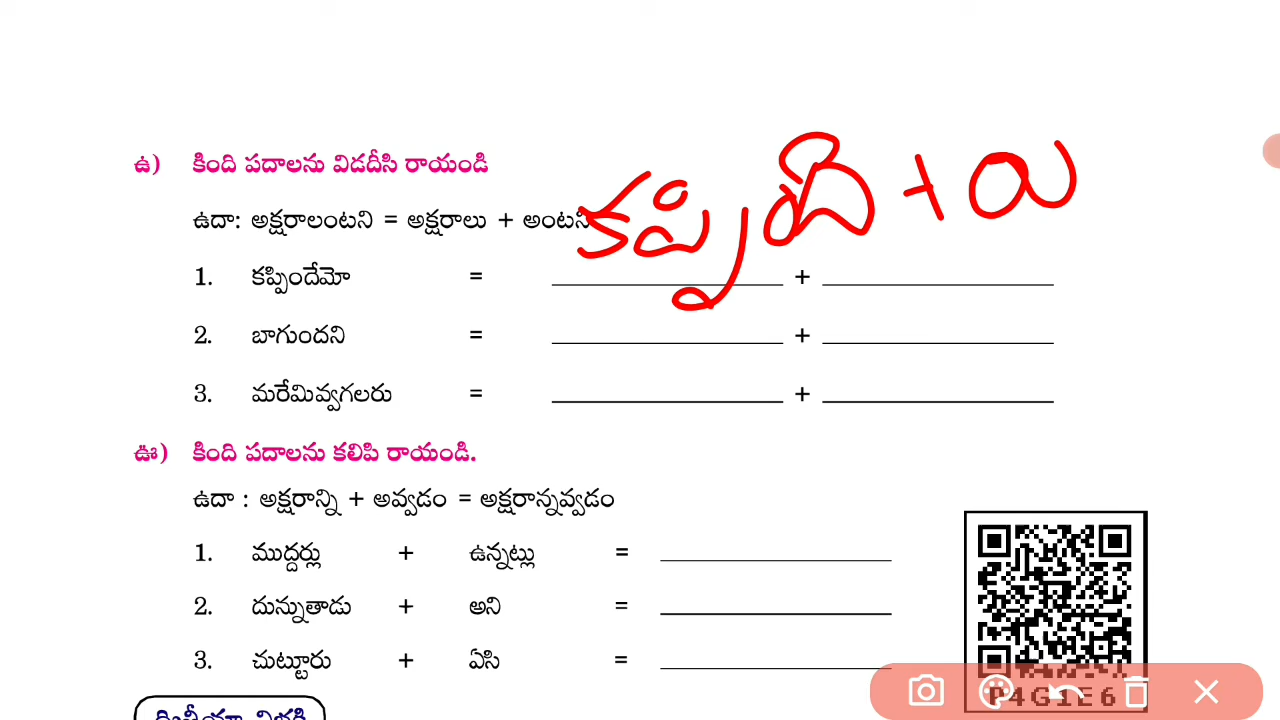 ఉ) కింది పదాలను విడదీసి రాయండి
ఉదా: అక్షరాలంటని = అక్షరాలు + అంటని
కప్పింది +
1. కప్పిందేమో = +
2. బాగుందని = +
3. మరేమివ్వగలరు = +
ఊ) కింది పదాలను కలిపి రాయండి.
ఉదా : అక్షరాన్ని + అవ్వడం = అక్షరాన్నవ్వడం
1. ముద్దర్లు + ఉన్నట్లు =
2. దున్నుతాడు + అని =
3. చుట్టూరు + ఏసి =
P4G1E6